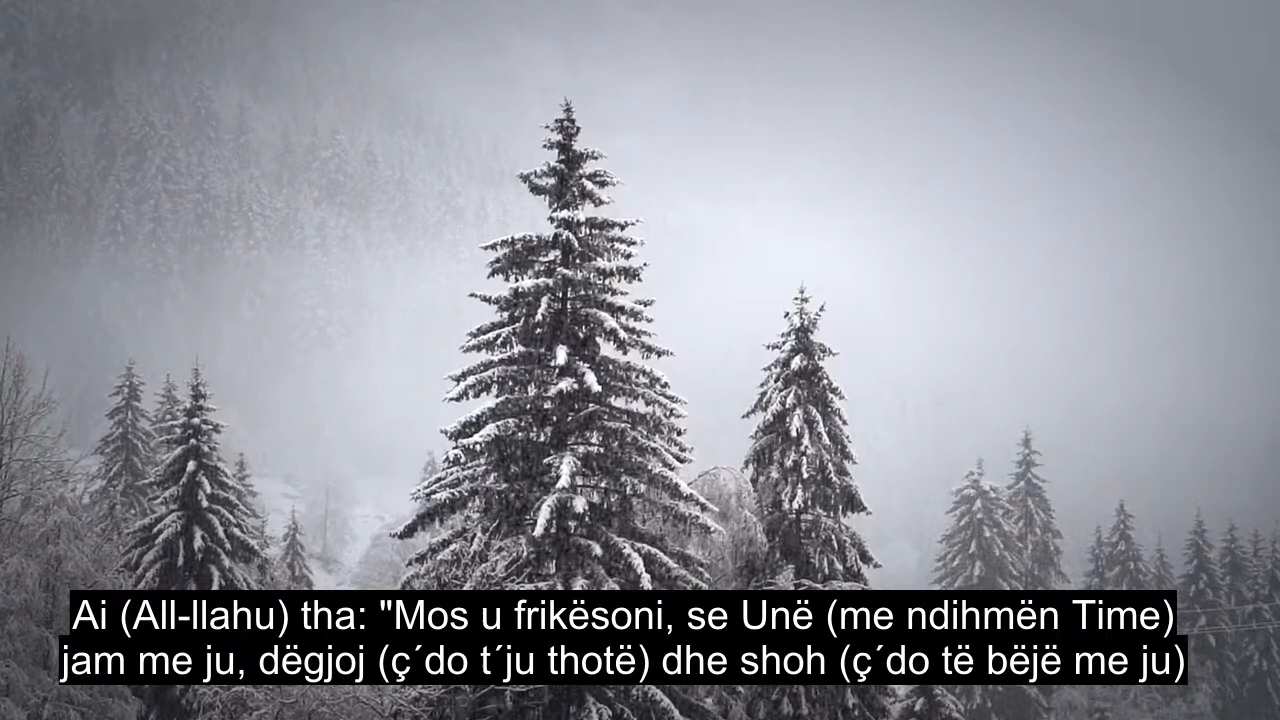 Ai (All-llahu) tha: "Mos u frikësoni, se Unë (me ndihmën Time)
jam me ju, dëgjoj (ç´do t´ju thotë) dhe shoh (ç´do të bëjë me ju)